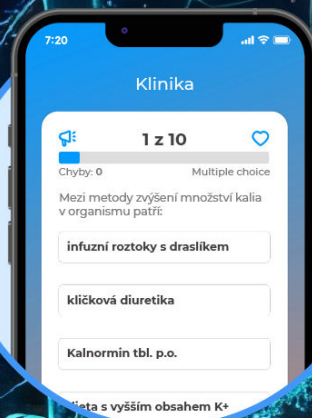 7:20
Klinika
1 z 10
Chyby: 0
Multiple choice
Mezi metody zvýšení množství kalia
v organismu patří:
infuzní roztoky s draslíkem
kličková diuretika
Kalnormin tbl. p.o.
dieta s vyšším obsahem K+